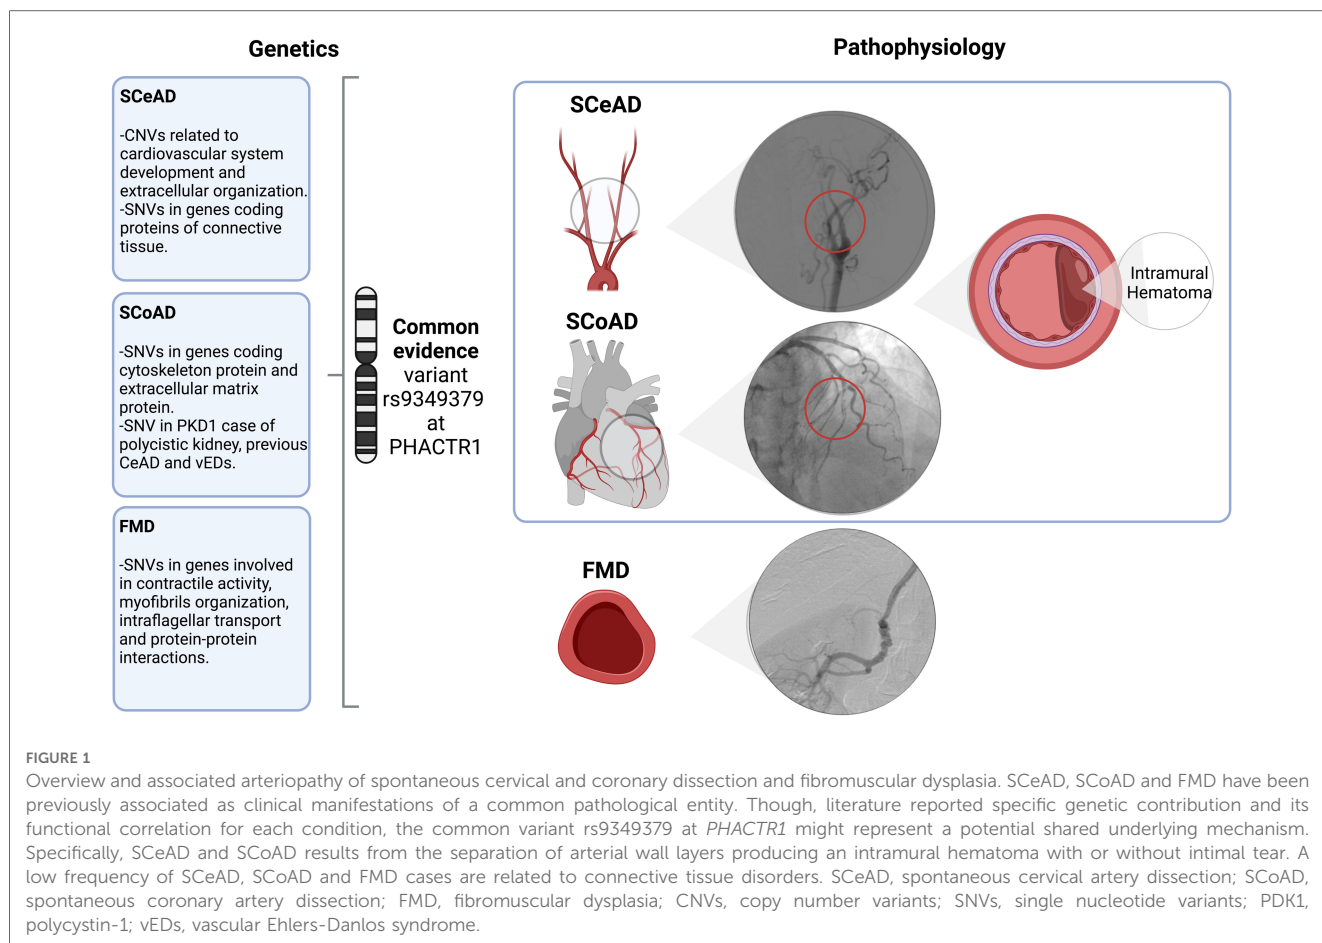 Genetics
Pathophysiology
SCeAD
-CNVs related to
cardiovascular system
development and
extracellular organization.
-SNVs in genes coding
proteins of connective
tissue.
SCoAD
-SNVs in genes coding
cytoskeleton protein and
extracellular matrix
protein.
-SNV in PKD1 case of
polycistic kidney, previous
CeAD and vEDs.
FMD
-SNVs in genes involved
in contractile activity,
myofibrils organization,
intraflagellar transport
and protein-protein
interactions.
Common
evidence
variant
rs9349379
at
PHACTR1
SCeAD
SCoAD
FMD
Intramural
Hematoma
FIGURE 1
Overview and associated arteriopathy of spontaneous cervical and coronary dissection and fibromuscular dysplasia. SCeAD, SCoAD and FMD have been
previously associated as clinical manifestations of a common pathological entity. Though, literature reported specific genetic contribution and its
functional correlation for each condition, the common variant rs9349379 at PHACTR1 might represent a potential shared underlying mechanism.
Specifically, SCeAD and SCoAD results from the separation of arterial wall layers producing an intramural hematoma with or without intimal tear. A
low frequency of SCeAD, SCoAD and FMD cases are related to connective tissue disorders. SCeAD, spontaneous cervical artery dissection; SCoAD,
spontaneous coronary artery dissection; FMD, fibromuscular dysplasia; CNVs, copy number variants; SNVs, single nucleotide variants; PDK1,
polycystin-1; vEDs, vascular Ehlers-Danlos syndrome.